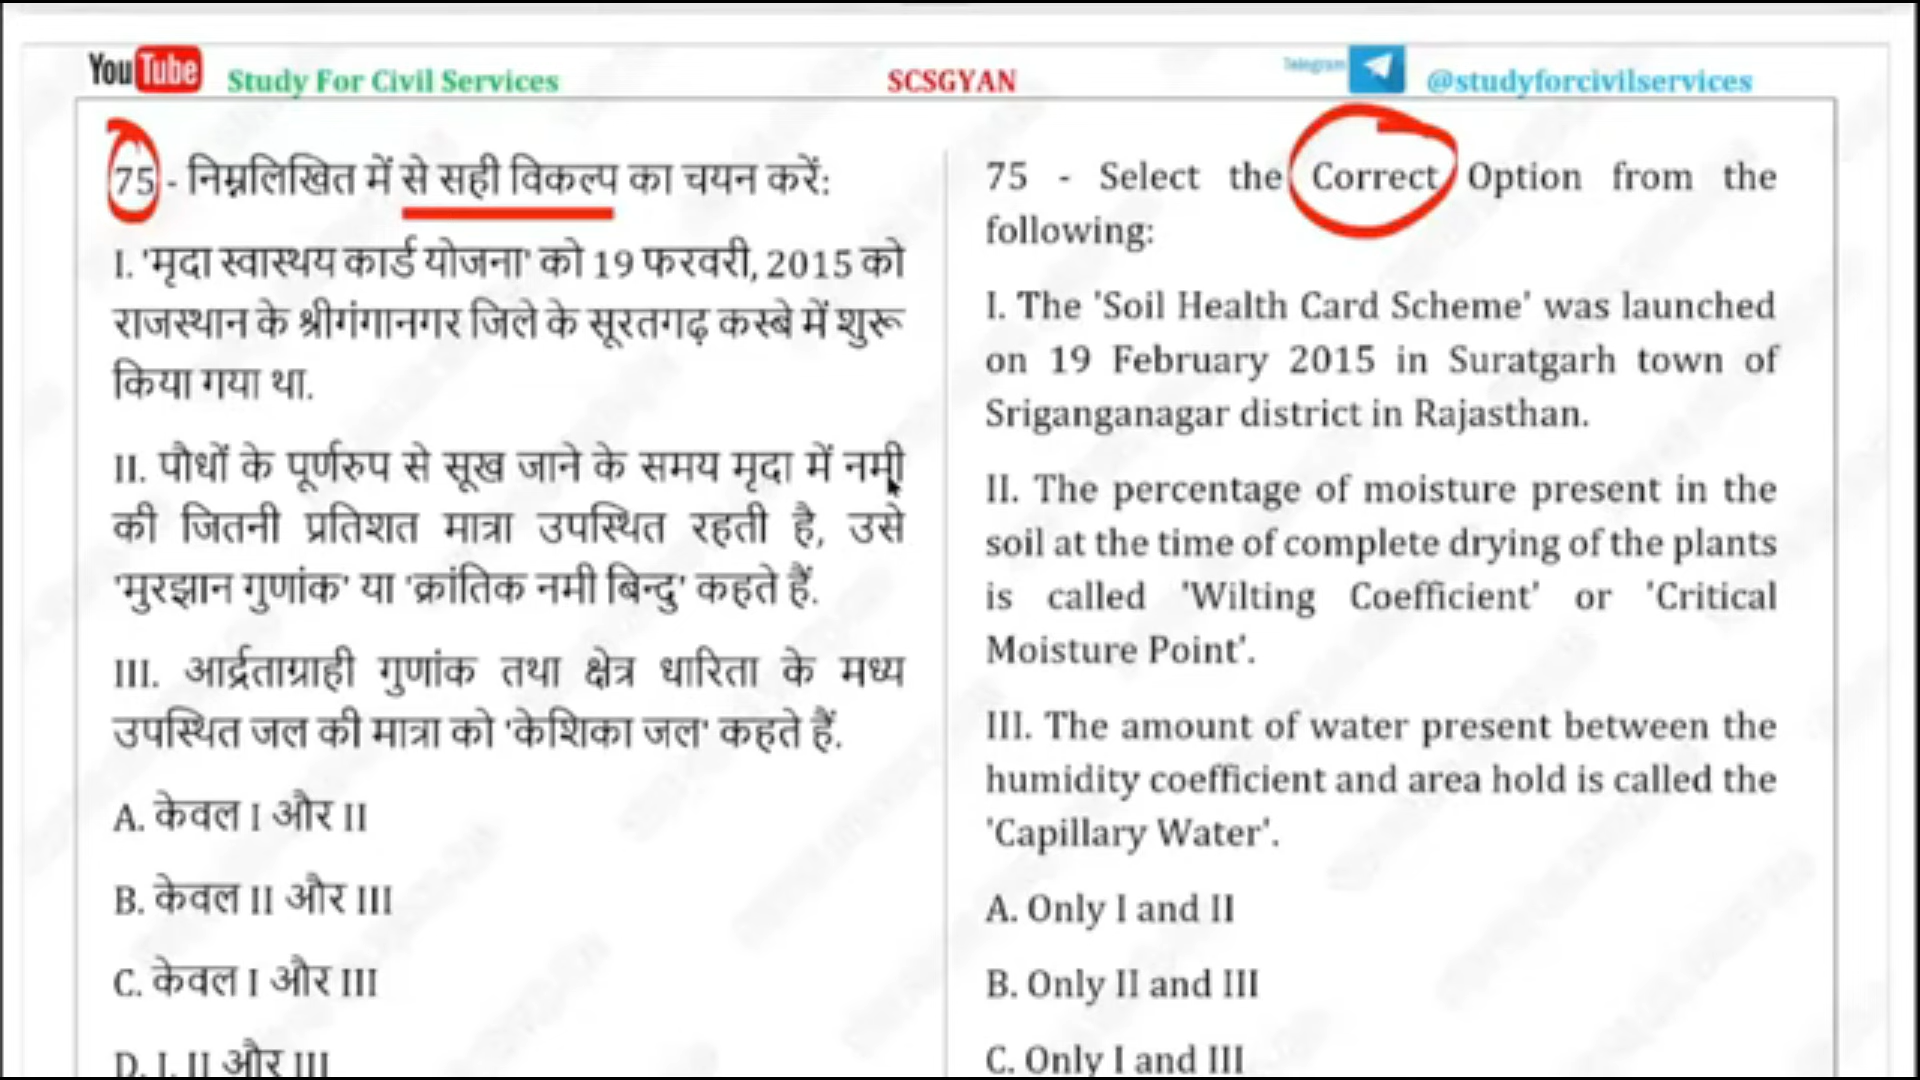 YouTube Study For Civil Services SCSGYAN Telegram @studyforcivilservices
75 - निम्नलिखित में से सही विकल्प का चयन करें:
I. 'मृदा स्वास्थय कार्ड योजना' को 19 फरवरी, 2015 को
राजस्थान के श्रीगंगानगर जिले के सूरतगढ़ कस्बे में शुरू
किया गया था.
II. पौधों के पूर्णरुप से सूख जाने के समय मृदा में नमी
की जितनी प्रतिशत मात्रा उपस्थित रहती है, उसे
'मुरझान गुणांक' या 'क्रांतिक नमी बिन्दु' कहते हैं.
III. आर्द्रताग्राही गुणांक तथा क्षेत्र धारिता के मध्य
उपस्थित जल की मात्रा को 'केशिका जल' कहते हैं.
A. केवल I और II
B. केवल II और III
C. केवल I और III
D. I, II और III
75 - Select the Correct Option from the
following:
I. The 'Soil Health Card Scheme' was launched
on 19 February 2015 in Suratgarh town of
Sriganganagar district in Rajasthan.
II. The percentage of moisture present in the
soil at the time of complete drying of the plants
is called 'Wilting Coefficient' or 'Critical
Moisture Point'.
III. The amount of water present between the
humidity coefficient and area hold is called the
'Capillary Water'.
A. Only I and II
B. Only II and III
C. Only I and III